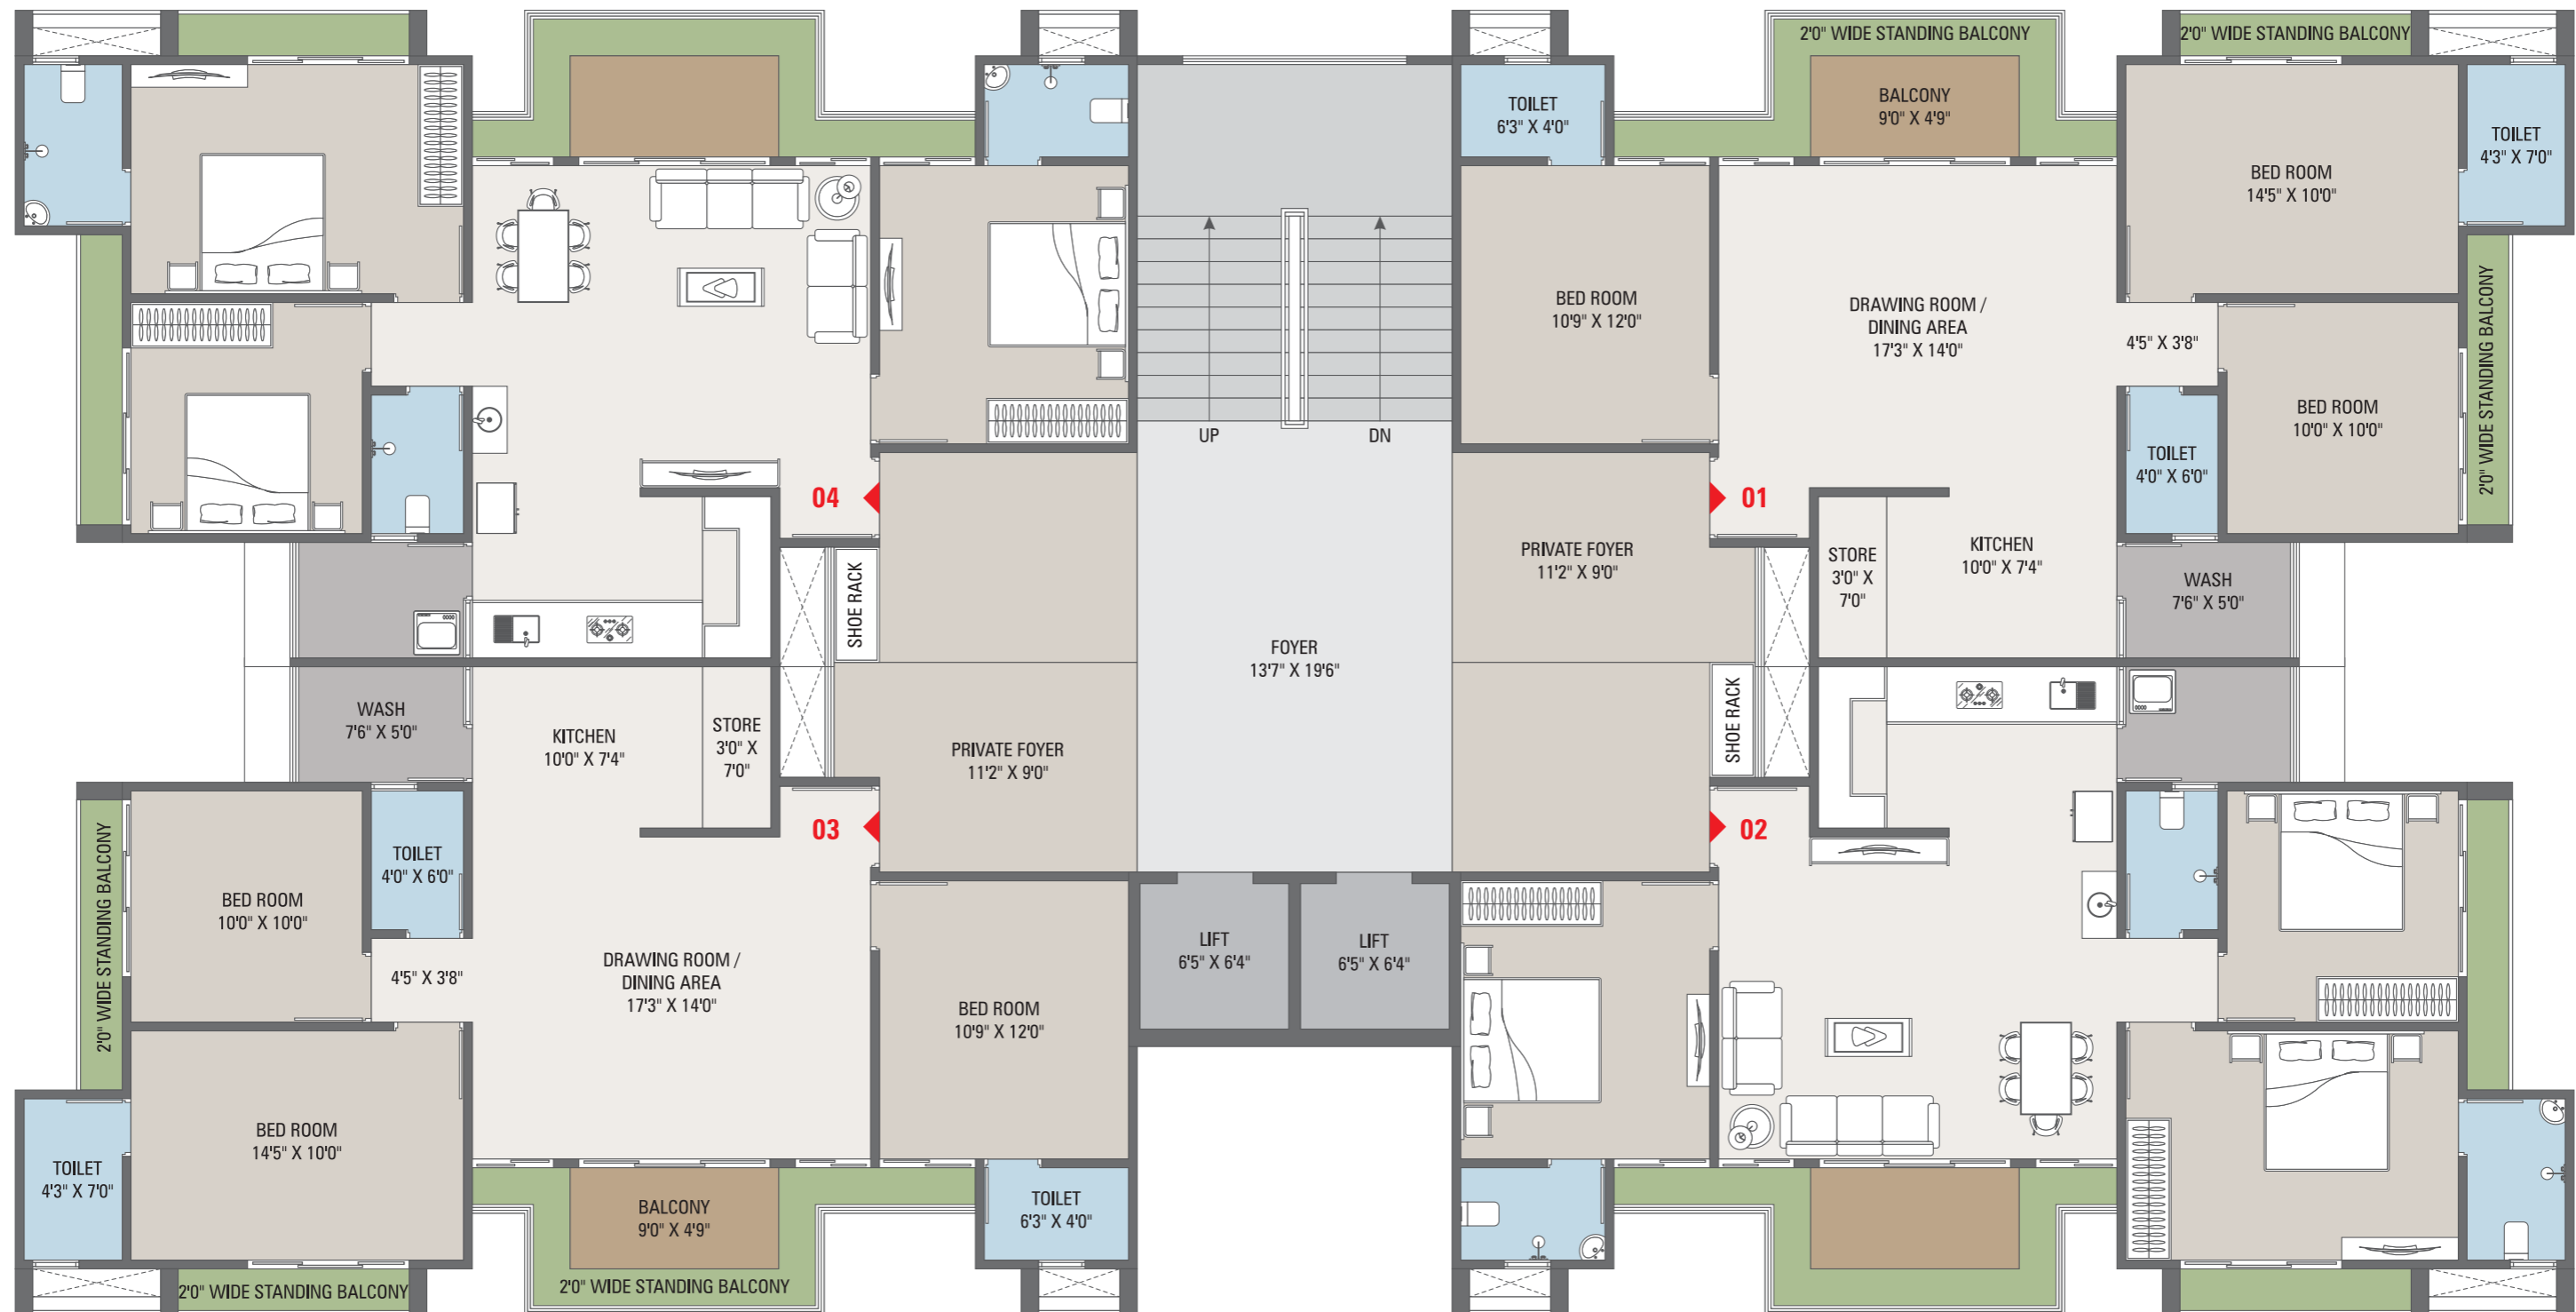 2'0" WIDE STANDING BALCONY
2'0" WIDE STANDING BALCONY
BALCONY
9'0" X 4'9"
TOILET
6'3" X 4'0"
TOILET
4'3" X 7'0"
BED ROOM
14'5" X 10'0"
BED ROOM
10'9" X 12'0"
DRAWING ROOM /
DINING AREA
17'3" X 14'0"
4'5" X 3'8"
2'0" WIDE STANDING BALCONY
BED ROOM
10'0" X 10'0"
UP
DN
TOILET
4'0" X 6'0"
04
01
PRIVATE FOYER
11'2" X 9'0"
STORE
3'0" X
7'0"
KITCHEN
10'0" X 7'4"
WASH
7'6" X 5'0"
SHOE RACK
FOYER
13'7" X 19'6"
WASH
7'6" X 5'0"
KITCHEN
10'0" X 7'4"
STORE
3'0" X
7'0"
PRIVATE FOYER
11'2" X 9'0"
SHOE RACK
03
02
2'0" WIDE STANDING BALCONY
TOILET
4'0" X 6'0"
BED ROOM
10'0" X 10'0"
4'5" X 3'8"
DRAWING ROOM /
DINING AREA
17'3" X 14'0"
BED ROOM
10'9" X 12'0"
LIFT
6'5" X 6'4"
LIFT
6'5" X 6'4"
BED ROOM
14'5" X 10'0"
TOILET
4'3" X 7'0"
BALCONY
9'0" X 4'9"
TOILET
6'3" X 4'0"
2'0" WIDE STANDING BALCONY
2'0" WIDE STANDING BALCONY